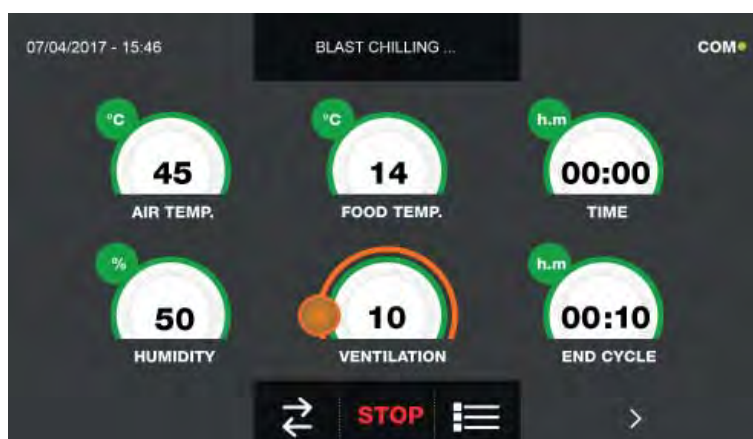 07/04/2017 - 15:46 BLAST CHILLING ... COM
°C °C h.m
45 14 00:00
AIR TEMP. FOOD TEMP. TIME
% h.m
50 10 00:10
HUMIDITY VENTILATION END CYCLE
STOP